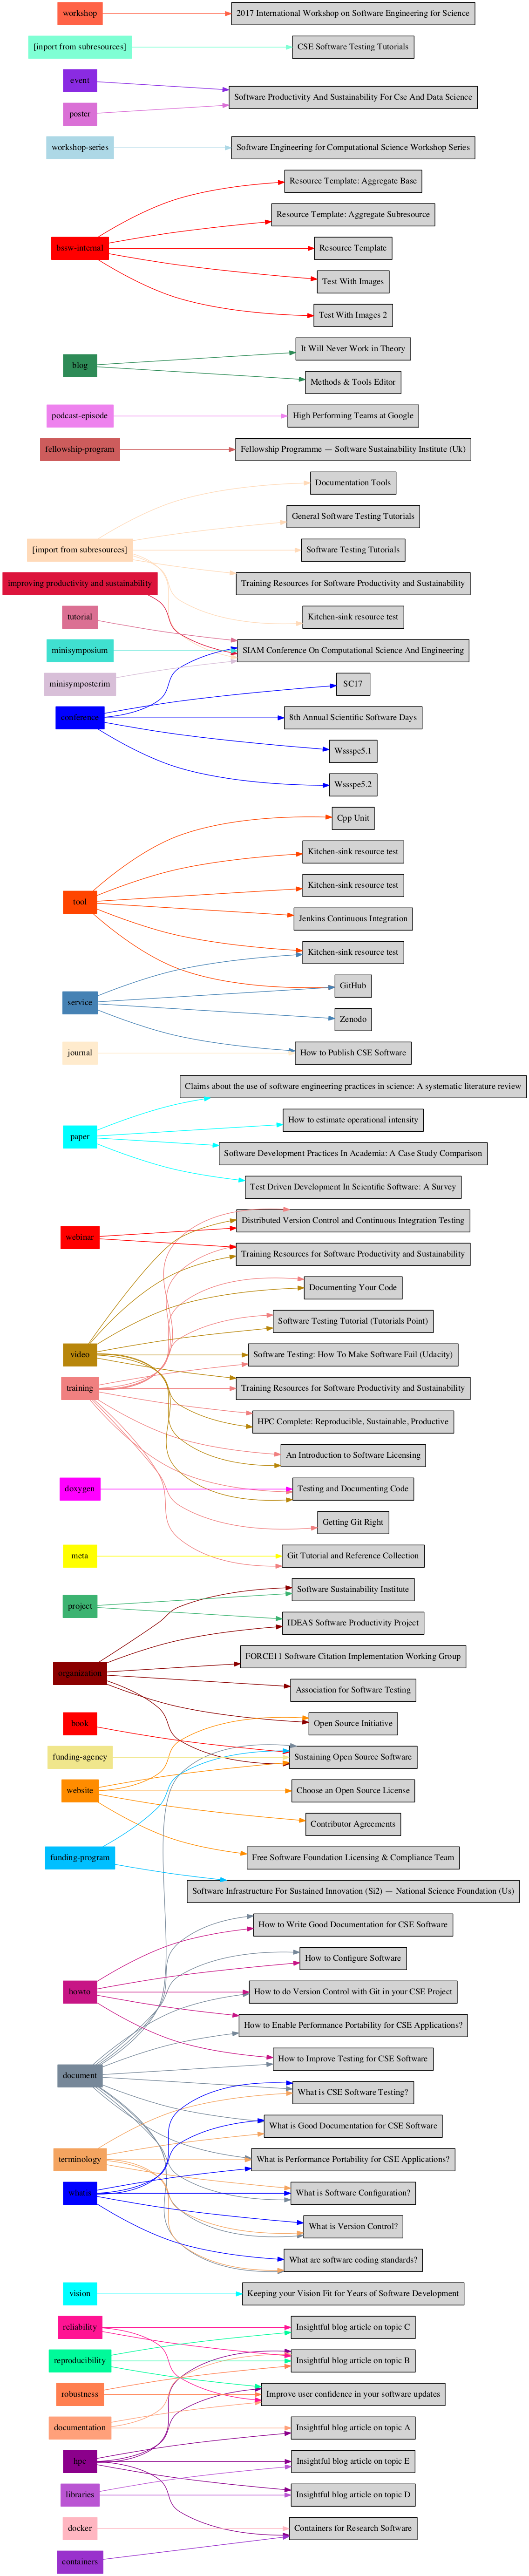 workshop
2017 International Workshop on Software Engineering for Science
[inport from subresources]
CSE Software Testing Tutorials
event
Software Productivity And Sustainability For Cse And Data Science
poster
workshop-series
Software Engineering for Computational Science Workshop Series
Resource Template: Aggregate Base
Resource Template: Aggregate Subresource
bssw-internal
Resource Template
Test With Images
Test With Images 2
It Will Never Work in Theory
blog
Methods & Tools Editor
podcast-episode
High Performing Teams at Google
fellowship-program
Fellowship Programme — Software Sustainability Institute (Uk)
Documentation Tools
General Software Testing Tutorials
[import from subresources]
Software Testing Tutorials
improving productivity and sustainability
Training Resources for Software Productivity and Sustainability
tutorial
Kitchen-sink resource test
minisymposium
SIAM Conference On Computational Science And Engineering
minisymposterim
SC17
conference
8th Annual Scientific Software Days
Wssspe5.1
Wssspe5.2
Cpp Unit
Kitchen-sink resource test
Kitchen-sink resource test
tool
Jenkins Continuous Integration
Kitchen-sink resource test
GitHub
service
Zenodo
journal
How to Publish CSE Software
Claims about the use of software engineering practices in science: A systematic literature review
How to estimate operational intensity
paper
Software Development Practices In Academia: A Case Study Comparison
Test Driven Development In Scientific Software: A Survey
Distributed Version Control and Continuous Integration Testing
webinar
Training Resources for Software Productivity and Sustainability
Documenting Your Code
Software Testing Tutorial (Tutorials Point)
video
Software Testing: How To Make Software Fail (Udacity)
training
Training Resources for Software Productivity and Sustainability
HPC Complete: Reproducible, Sustainable, Productive
An Introduction to Software Licensing
doxygen
Testing and Documenting Code
Getting Git Right
meta
Git Tutorial and Reference Collection
Software Sustainability Institute
project
IDEAS Software Productivity Project
FORCE11 Software Citation Implementation Working Group
organization
Association for Software Testing
book
Open Source Initiative
funding-agency
Sustaining Open Source Software
website
Choose an Open Source License
Contributor Agreements
funding-program
Free Software Foundation Licensing & Compliance Team
Software Infrastructure For Sustained Innovation (Si2) — National Science Foundation (Us)
How to Write Good Documentation for CSE Software
How to Configure Software
howto
How to do Version Control with Git in your CSE Project
How to Enable Performance Portability for CSE Applications?
How to Improve Testing for CSE Software
document
What is CSE Software Testing?
What is Good Documentation for CSE Software
terminology
What is Performance Portability for CSE Applications?
whatis
What is Software Configuration?
What is Version Control?
What are software coding standards?
vision
Keeping your Vision Fit for Years of Software Development
reliability
Insightful blog article on topic C
reproducibility
Insightful blog article on topic B
robustness
Improve user confidence in your software updates
documentation
Insightful blog article on topic A
hpc
Insightful blog article on topic E
libraries
Insightful blog article on topic D
docker
Containers for Research Software
containers